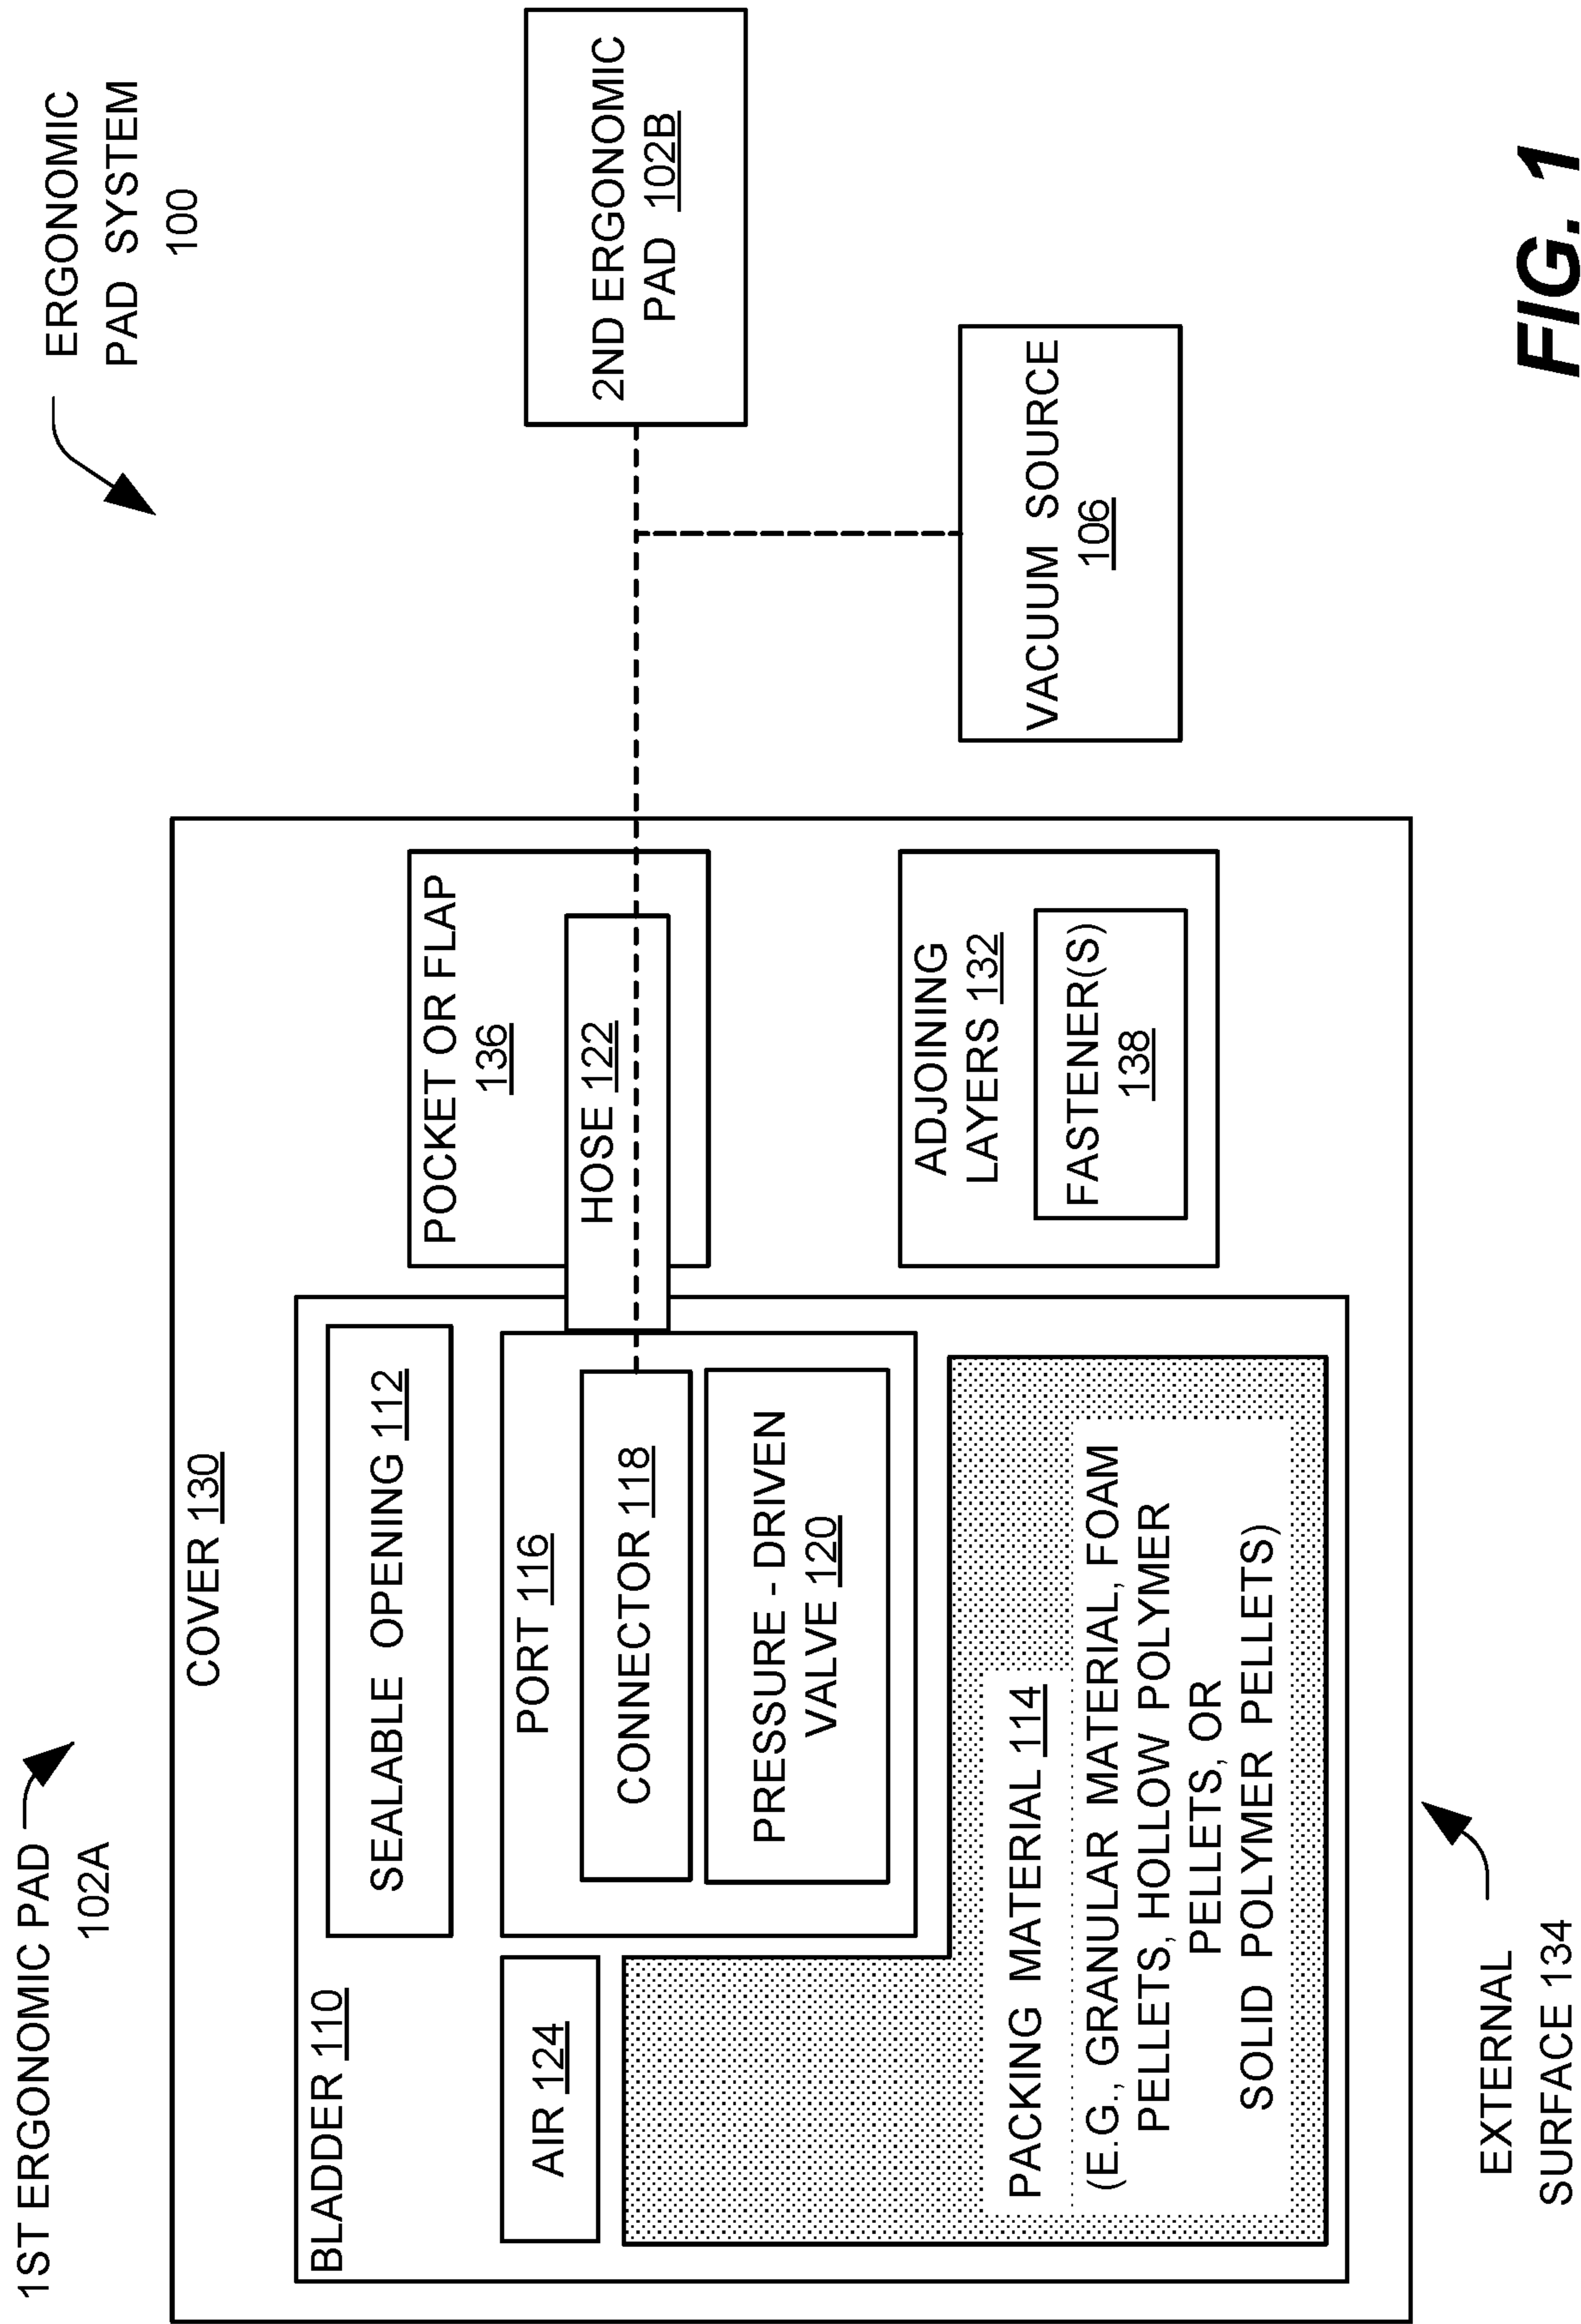 ERGONOMIC
PAD SYSTEM
100
1ST ERGONOMIC PAD
102A
COVER 130
BLADDER 110
SEALABLE OPENING 112
PORT 116
CONNECTOR 118
PRESSURE - DRIVEN
VALVE 120
AIR 124
PACKING MATERIAL 114
(E.G., GRANULAR MATERIAL, FOAM
PELLETS, HOLLOW POLYMER
PELLETS, OR
SOLID POLYMER PELLETS)
POCKET OR FLAP
136
HOSE 122
ADJOINING
LAYERS 132
FASTENER(S)
138
2ND ERGONOMIC
PAD 102B
VACUUM SOURCE
106
EXTERNAL
SURFACE 134
FIG. 1